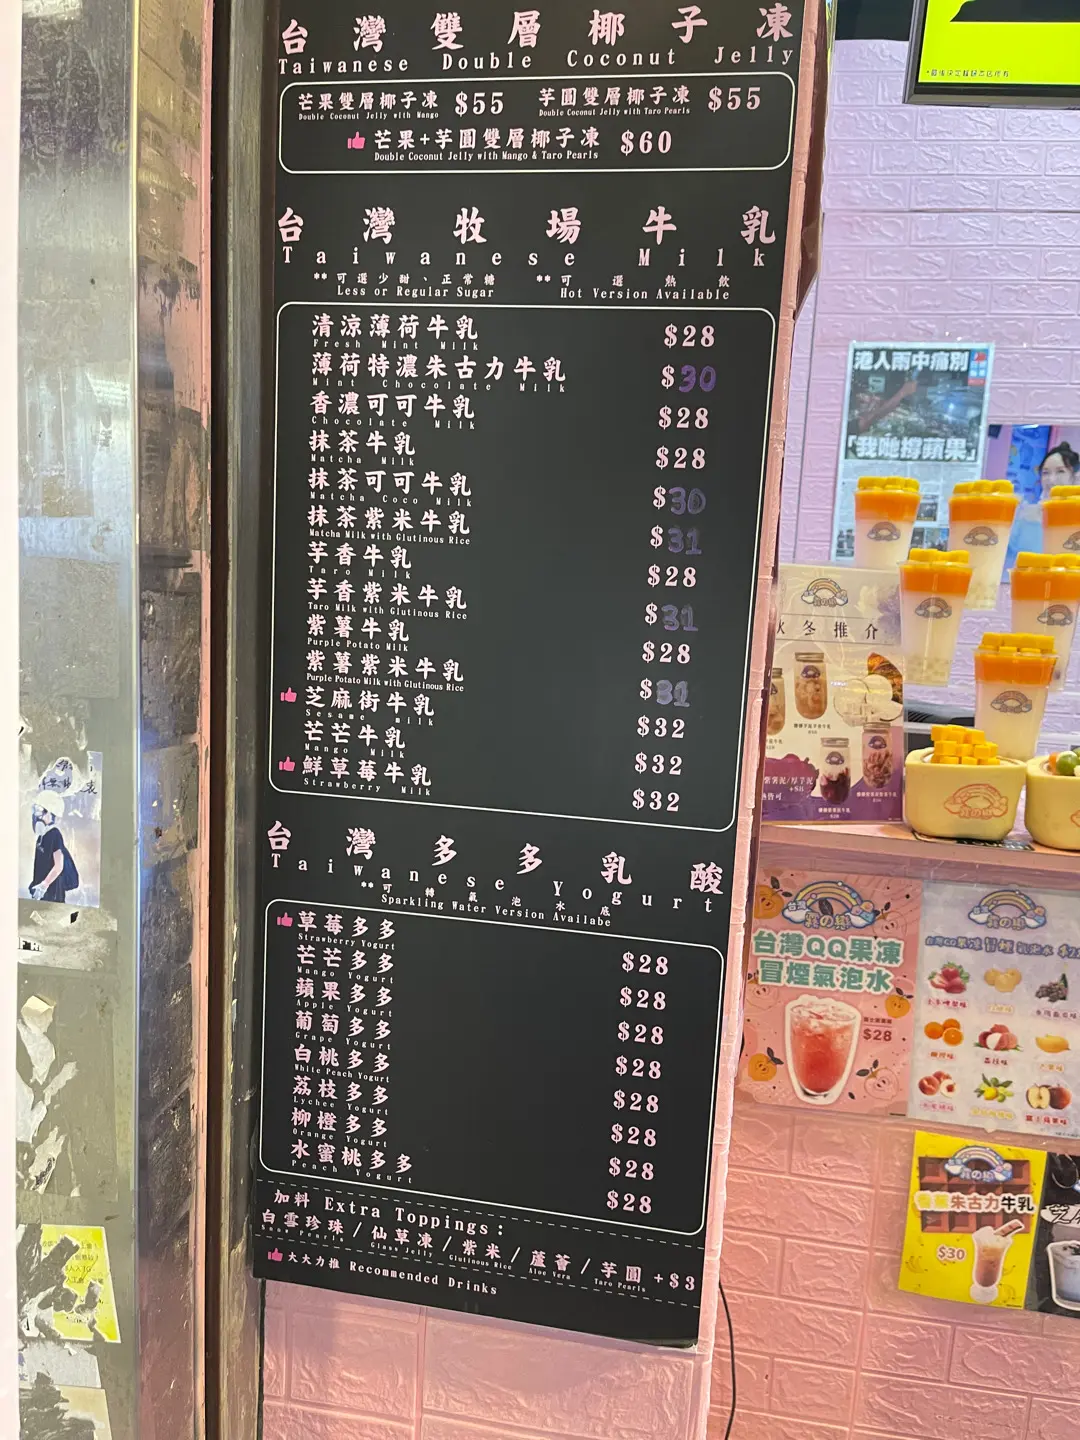 台灣雙層椰子凍
Taiwanese Double Coconut Jelly
芒果雙層椰子凍 $55 芋圓雙層椰子凍 $55
Double Coconut Jelly with Mango Double Coconut Jelly with Taro Pearls
芒果+芋圓雙層椰子凍 $60
Double Coconut Jelly with Mango & Taro Pearls
台灣牧場牛乳
Taiwanese Milk
**可選少甜、正常糖 **可選熱飲
Less or Regular Sugar Hot Version Available
清涼薄荷牛乳 $28
Fresh Mint Milk
薄荷特濃朱古力牛乳 $30
Mint Chocolate Milk
香濃可可牛乳 $28
Chocolate Milk
抹茶牛乳 $28
Matcha Milk
抹茶可可牛乳 $30
Matcha Coco Milk
抹茶紫米牛乳 $31
Matcha Milk with Glutinous Rice
芋香牛乳 $28
Taro Milk
芋香紫米牛乳 $31
Taro Milk with Glutinous Rice
紫薯牛乳 $28
Purple Potato Milk
紫薯紫米牛乳 $31
Purple Potato Milk with Glutinous Rice
芝麻街牛乳 $32
Sesame milk
芒芒牛乳 $32
Mango Milk
鮮草莓牛乳 $32
Strawberry Milk
台灣多多乳酸
Taiwanese Yogurt
**可轉氣泡水底
Sparkling Water Version Availabe
草莓多多 $28
Strawberry Yogurt
芒芒多多 $28
Mango Yogurt
蘋果多多 $28
Apple Yogurt
葡萄多多 $28
Grape Yogurt
白桃多多 $28
White Peach Yogurt
荔枝多多 $28
Lychee Yogurt
柳橙多多 $28
Orange Yogurt
水蜜桃多多 $28
Peach Yogurt
加料 Extra Toppings:
白雪珍珠/仙草凍/紫米/蘆薈/芋圓 +$3
Snow Pearls Glass Jelly Glutinous Rice Aloe Vera Taro Pearls
大大力推 Recommended Drinks
港人雨中痛別
「我哋撐蘋果」
秋冬推介
台灣QQ果凍
冒煙氣泡水
$28
香蕉朱古力牛乳
$30